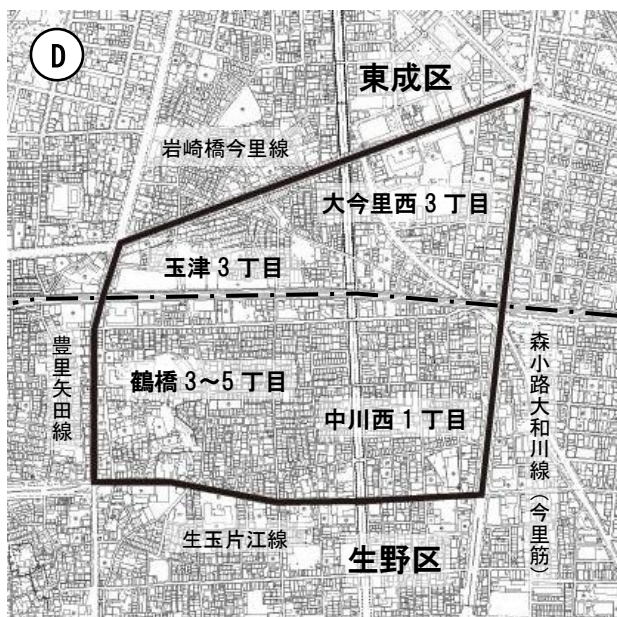 D
東成区
岩崎橋今里線
大今里西3丁目
玉津3丁目
豊里矢田線
鶴橋3～5丁目
中川西1丁目
森小路大和川線（今里筋）
生玉片江線
生野区